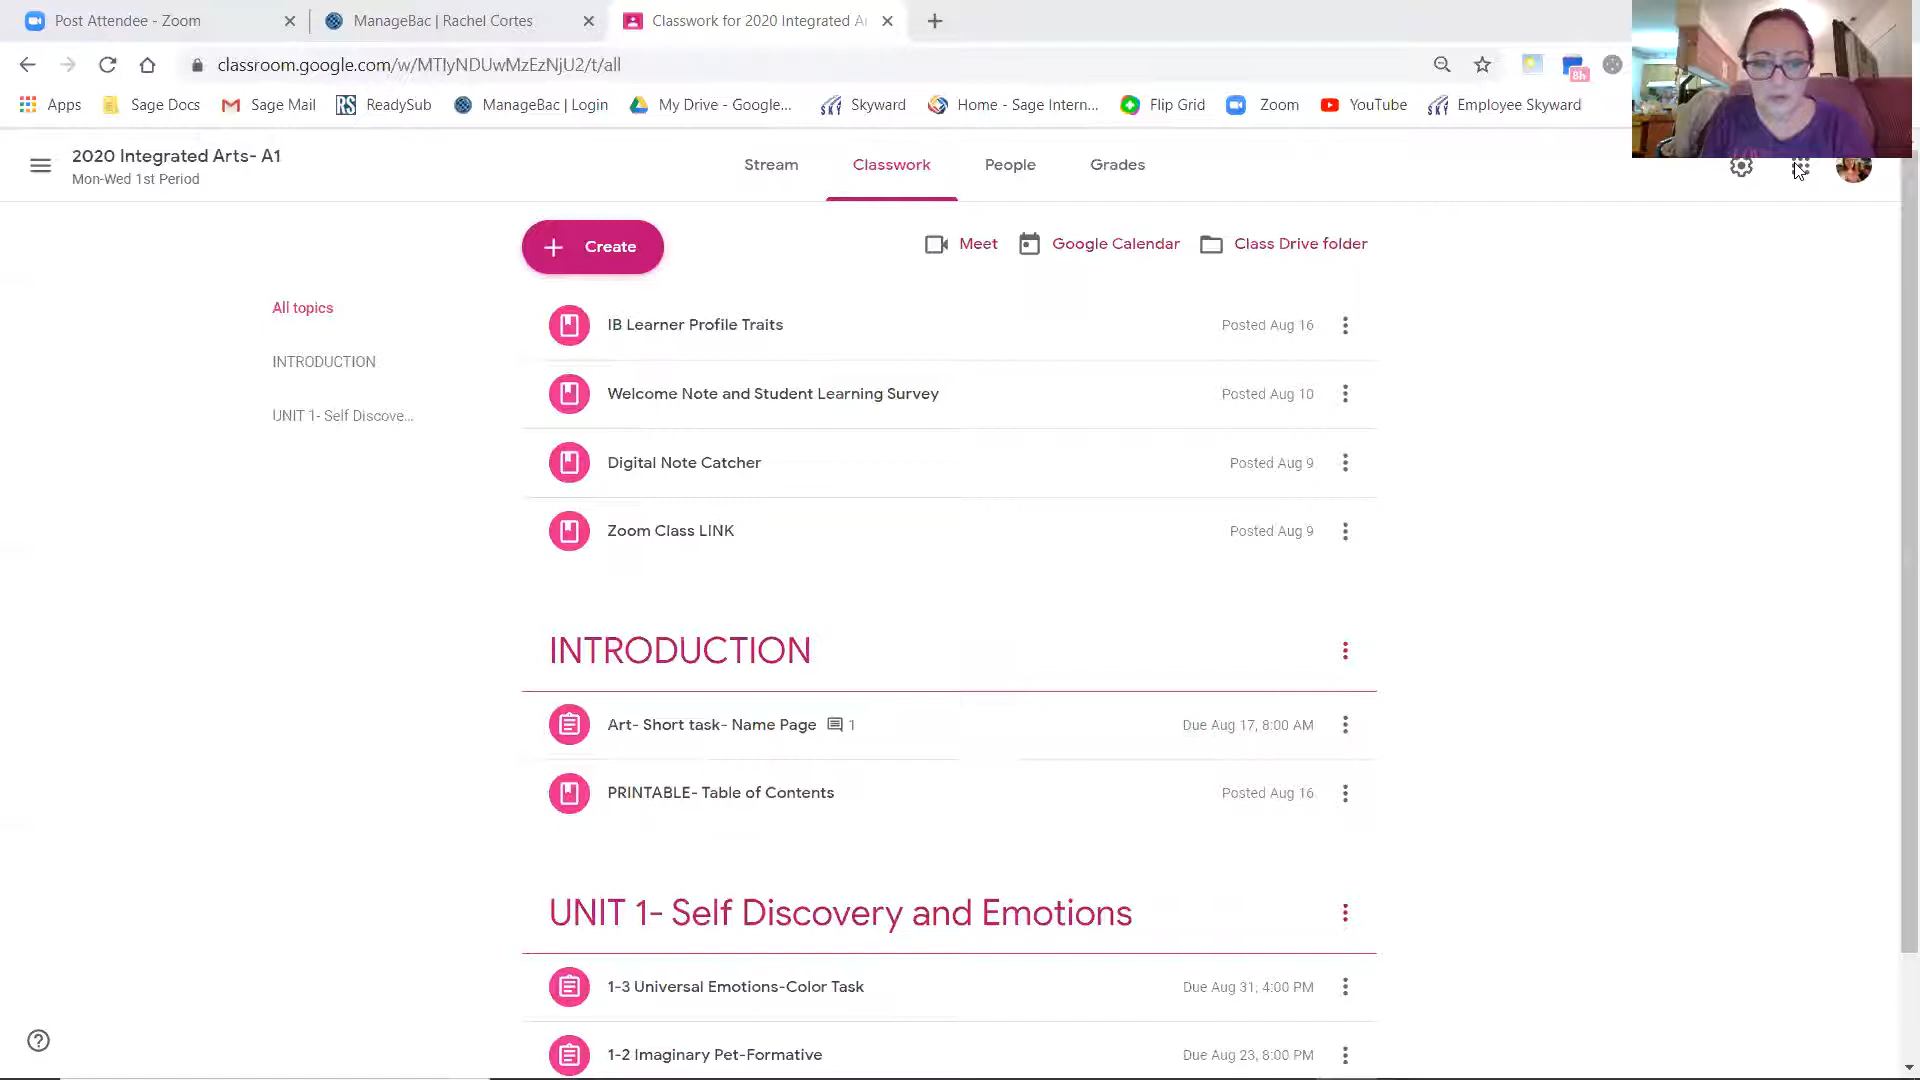 Post Attendee - Zoom
ManageBac | Rachel Cortes
Classwork for 2020 Integrated A
classroom.google.com/w/MTIyNDUwMzEzNjU2/t/all
8h
Apps
Sage Docs
Sage Mail
RS
ReadySub
ManageBac | Login
My Drive - Google...
Skyward
Home - Sage Intern...
Flip Grid
Zoom
YouTube
Employee Skyward
2020 Integrated Arts- A1
Mon-Wed 1st Period
Stream
Classwork
People
Grades
Create
Meet
Google Calendar
Class Drive folder
All topics
INTRODUCTION
UNIT 1- Self Discove...
IB Learner Profile Traits
Posted Aug 16
Welcome Note and Student Learning Survey
Posted Aug 10
Digital Note Catcher
Posted Aug 9
Zoom Class LINK
Posted Aug 9
INTRODUCTION
Art- Short task- Name Page
1
Due Aug 17, 8:00 AM
PRINTABLE- Table of Contents
Posted Aug 16
UNIT 1- Self Discovery and Emotions
1-3 Universal Emotions-Color Task
Due Aug 31, 4:00 PM
1-2 Imaginary Pet-Formative
Due Aug 23, 8:00 PM